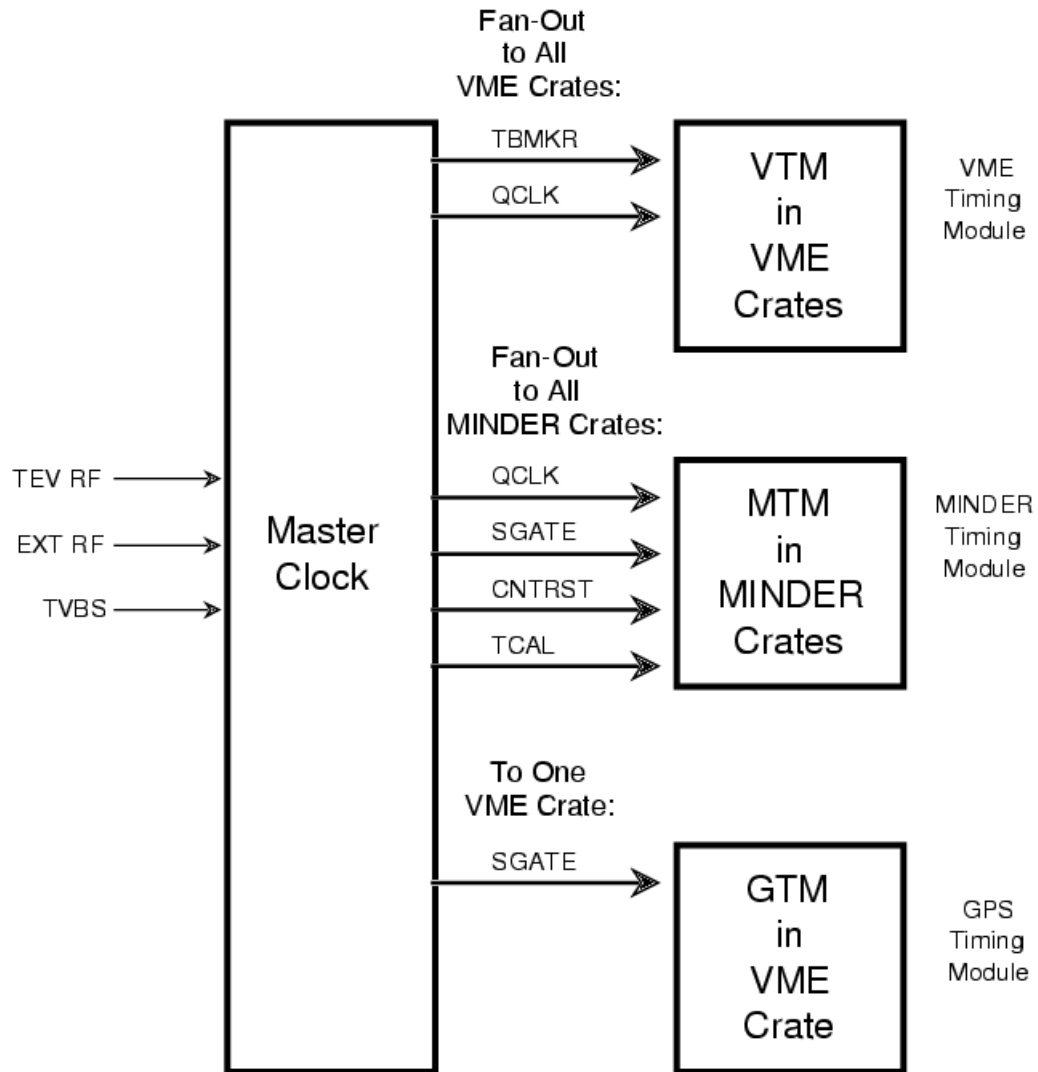 Fan-Out
to All
VME Crates:
TBMKR
QCLK
VTM
in
VME
Crates
VME
Timing
Module
Fan-Out
to All
MINDER Crates:
TEV RF
EXT RF
TVBS
Master
Clock
QCLK
SGATE
CNTRST
TCAL
MTM
in
MINDER
Crates
MINDER
Timing
Module
To One
VME Crate:
SGATE
GTM
in
VME
Crate
GPS
Timing
Module